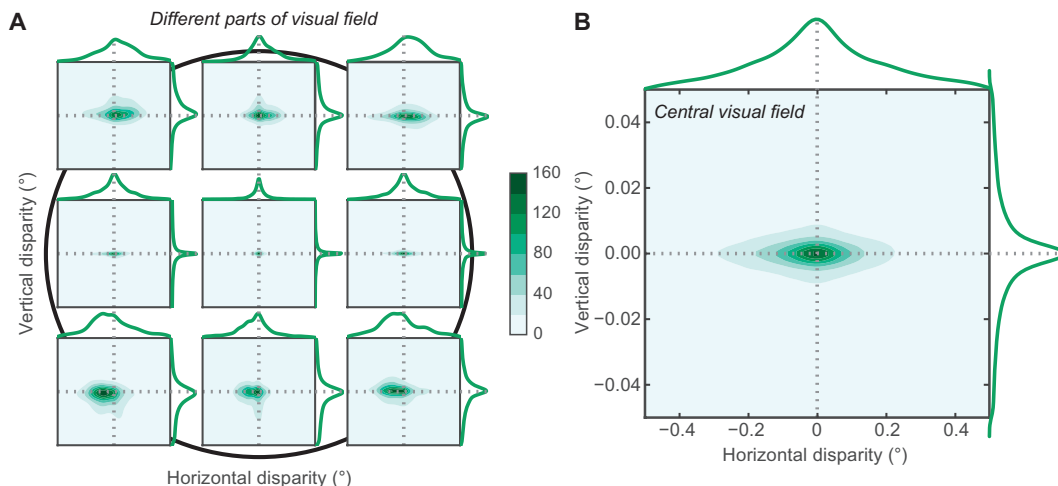 A
Different parts of visual field
Vertical disparity (°)
Horizontal disparity (°)
160
120
80
40
0
B
Central visual field
Vertical disparity (°)
0.04
0.02
0.00
−0.02
−0.04
−0.4
−0.2
0
0.2
0.4
Horizontal disparity (°)